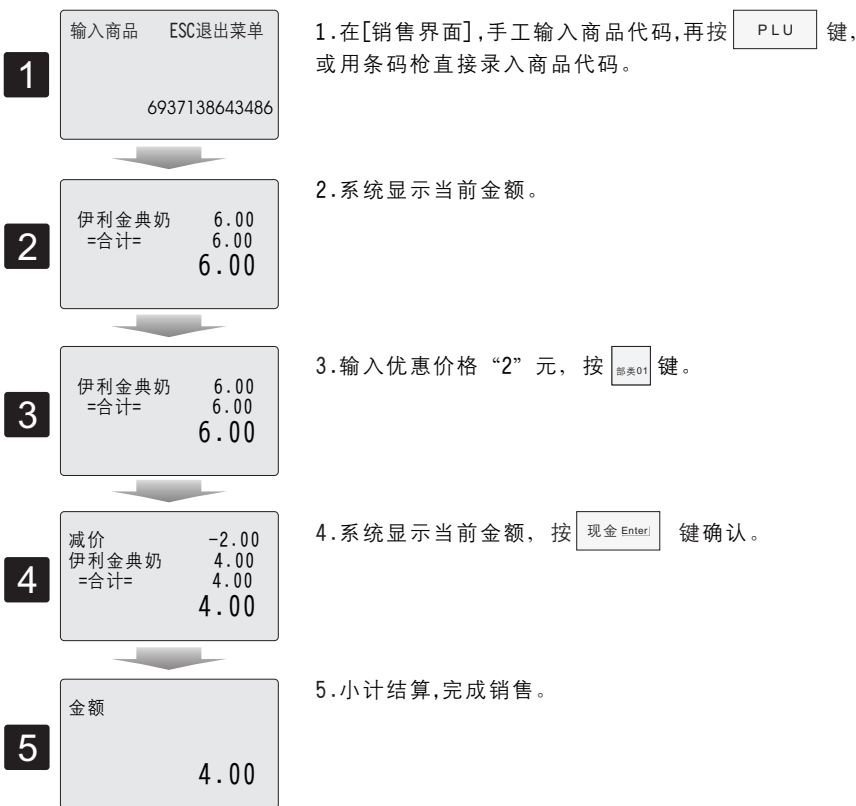 1
输入商品 ESC退出菜单
6937138643486
1.在[销售界面],手工输入商品代码,再按 PLU 键,
或用条码枪直接录入商品代码。
2
伊利金典奶 6.00
=合计= 6.00
6.00
2.系统显示当前金额。
3
伊利金典奶 6.00
=合计= 6.00
6.00
3.输入优惠价格“2”元, 按 部类01 键。
4
减价 -2.00
伊利金典奶 4.00
=合计= 4.00
4.00
4.系统显示当前金额, 按 现金 Enter 键确认。
5
金额
4.00
5.小计结算,完成销售。